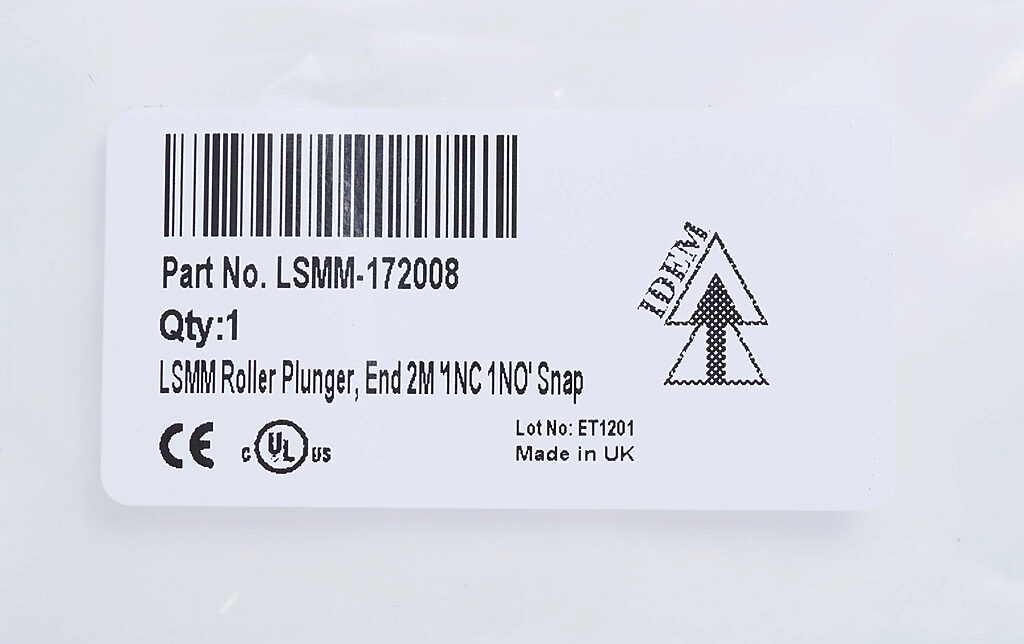 Part No. LSMM-172008
Qty:1
LSMM Roller Plunger, End 2M '1NC 1NO' Snap
CE
c UL us
Lot No: ET1201
Made in UK
IDEM